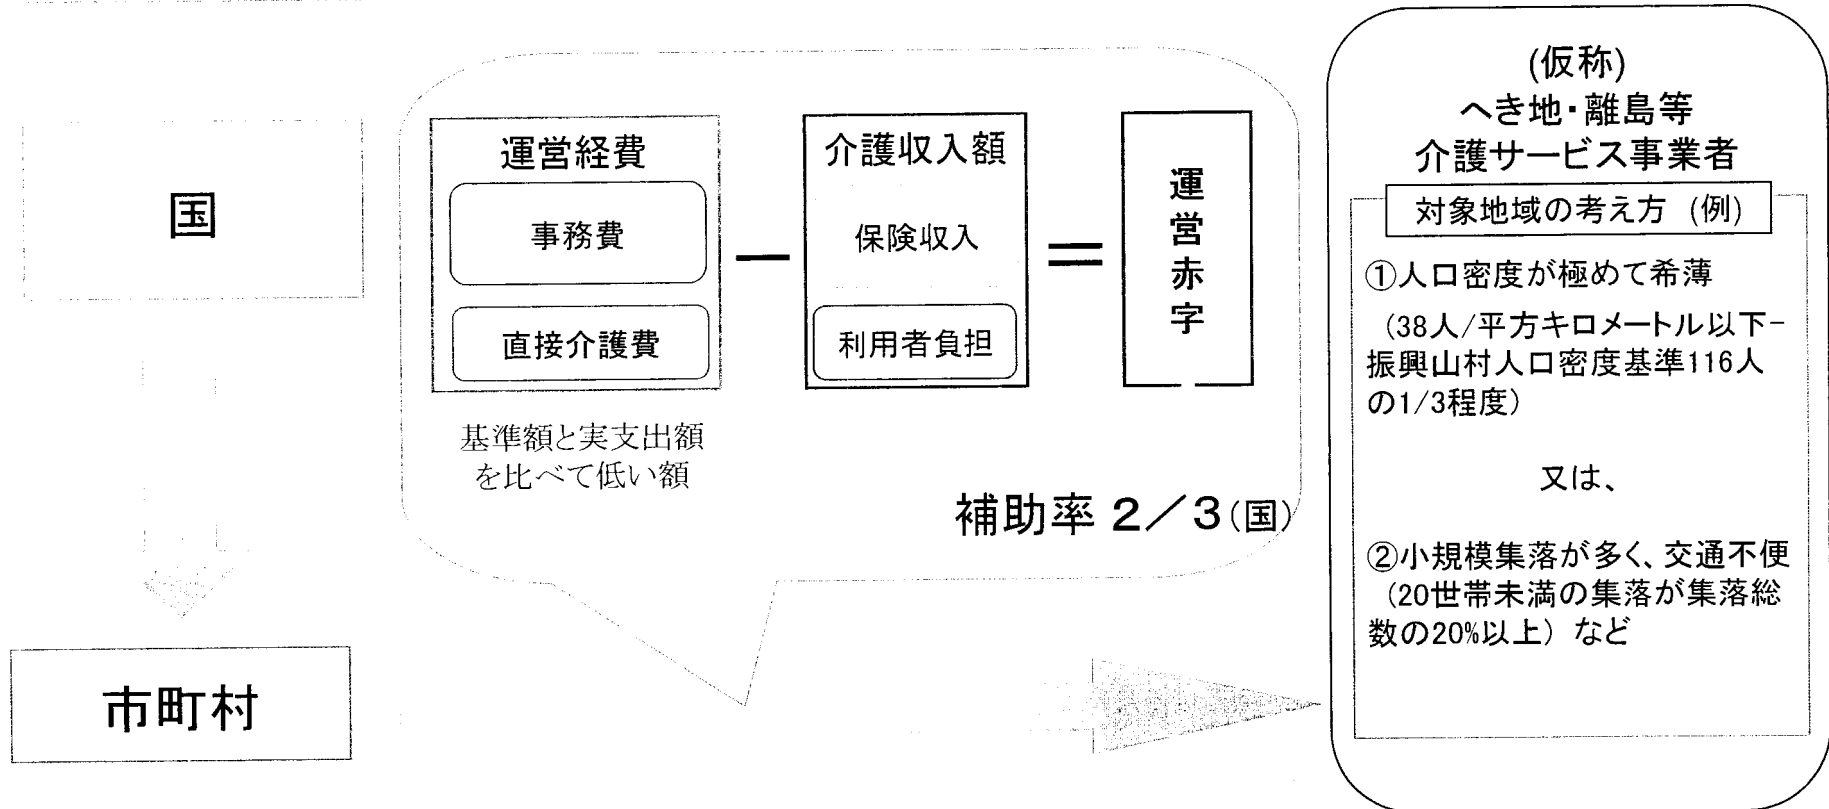 国
市町村
運営経費
事務費
直接介護費
基準額と実支出額
を比べて低い額
－
介護収入額
保険収入
利用者負担
＝
運営赤字
補助率 2／3(国)
(仮称)
へき地・離島等
介護サービス事業者
対象地域の考え方 (例)
①人口密度が極めて希薄
（38人/平方キロメートル以下-
振興山村人口密度基準116人
の1/3程度）
又は、
②小規模集落が多く、交通不便
（20世帯未満の集落が集落総
数の20%以上）など